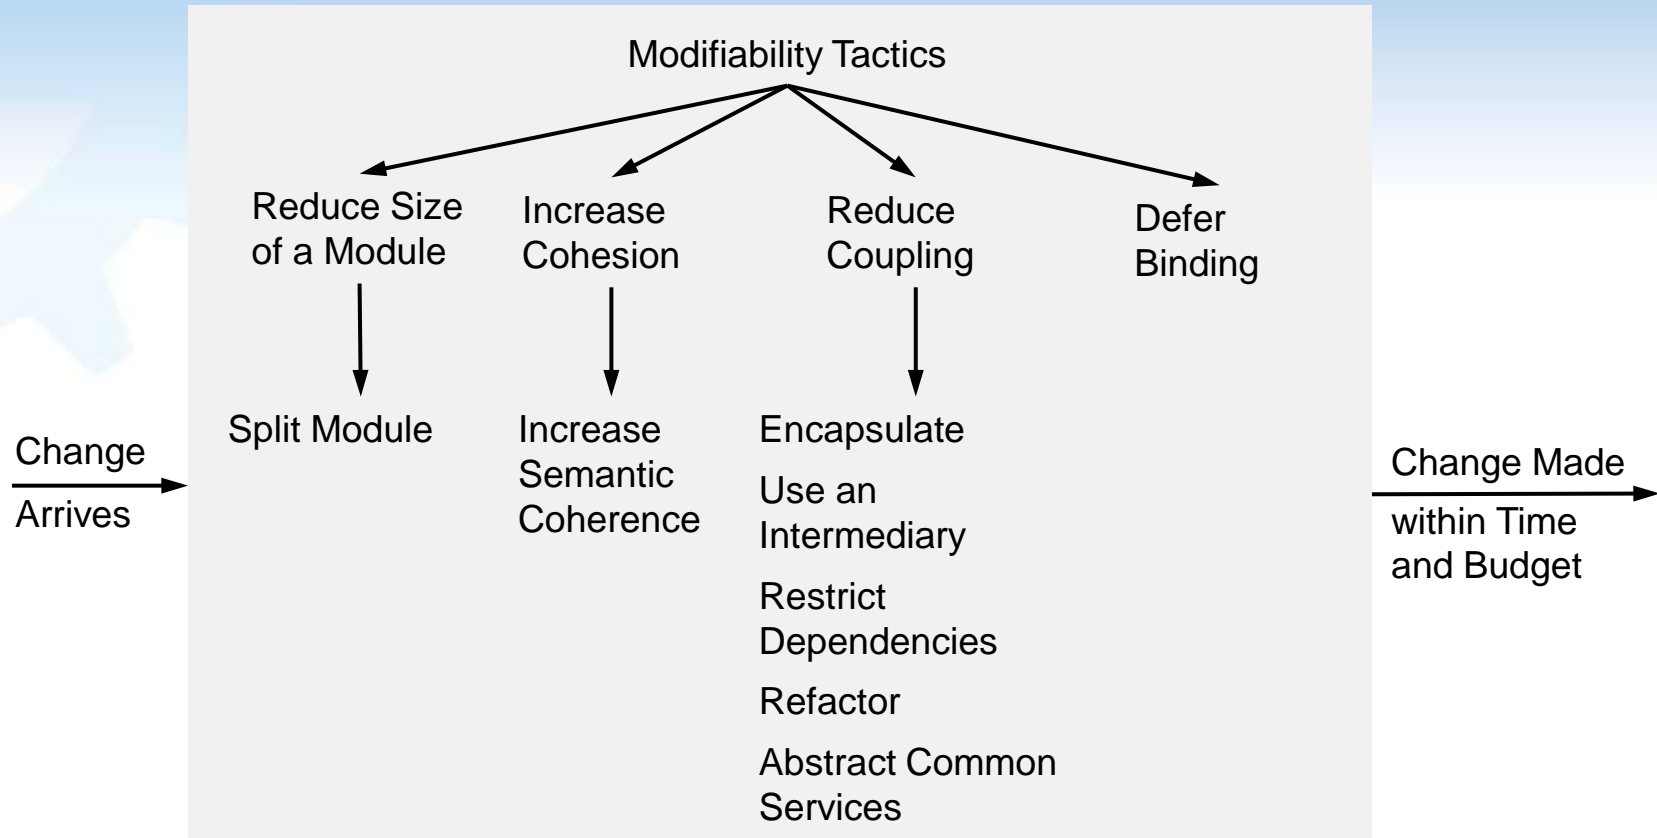 Modifiability Tactics
Reduce Size
of a Module
Increase
Cohesion
Reduce
Coupling
Defer
Binding
Change
Arrives
Split Module
Increase
Semantic
Coherence
Encapsulate
Use an
Intermediary
Restrict
Dependencies
Refactor
Abstract Common
Services
Change Made
within Time
and Budget